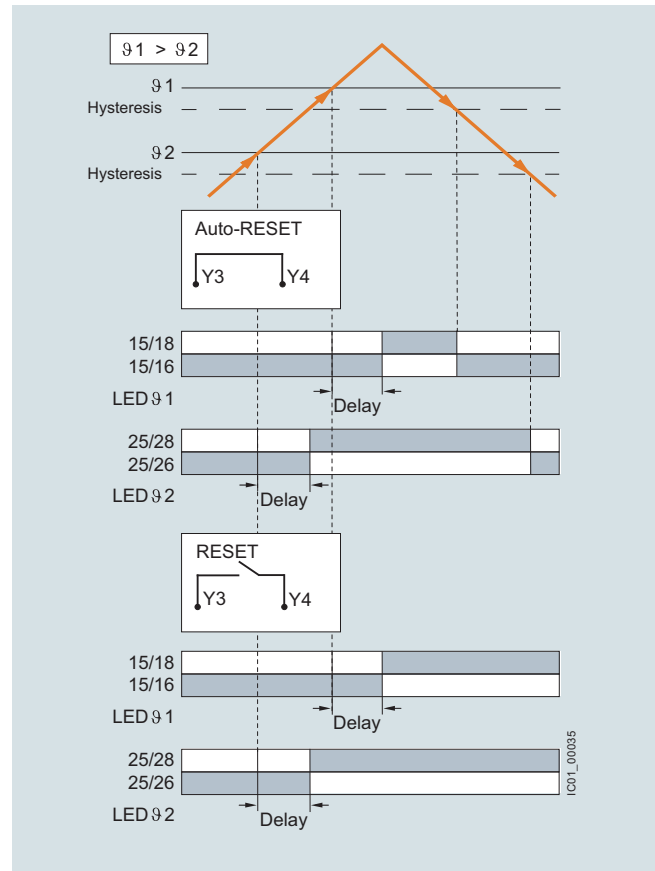 ϑ1 > ϑ2
ϑ1
Hysteresis
ϑ2
Hysteresis
Auto-RESET
Y3 Y4
15/18
15/16
LED ϑ1
Delay
25/28
25/26
LED ϑ2
Delay
RESET
Y3 Y4
15/18
15/16
LED ϑ1
Delay
25/28
25/26
LED ϑ2
Delay
IC01_00035